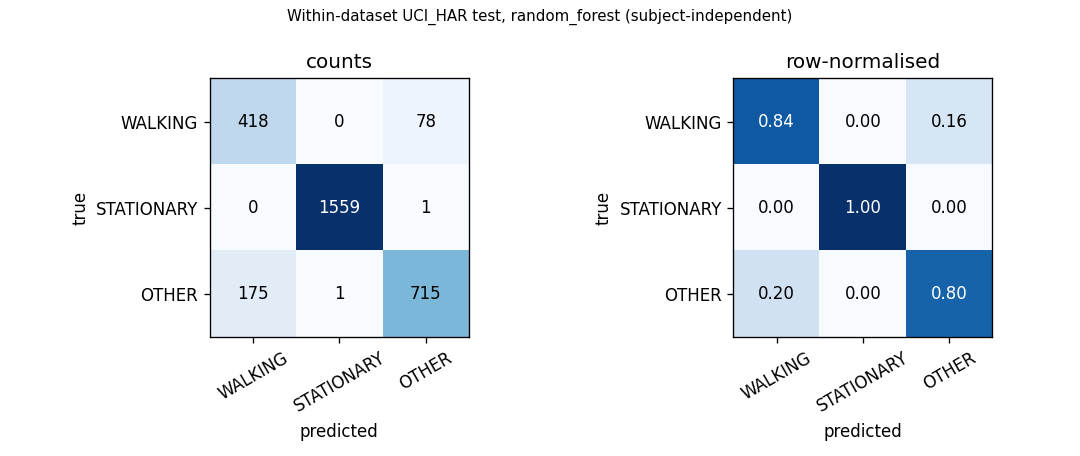 Within-dataset UCI_HAR test, random_forest (subject-independent)
counts
true
WALKING 418 0 78
STATIONARY 0 1559 1
OTHER 175 1 715
WALKING STATIONARY OTHER
predicted
row-normalised
true
WALKING 0.84 0.00 0.16
STATIONARY 0.00 1.00 0.00
OTHER 0.20 0.00 0.80
WALKING STATIONARY OTHER
predicted